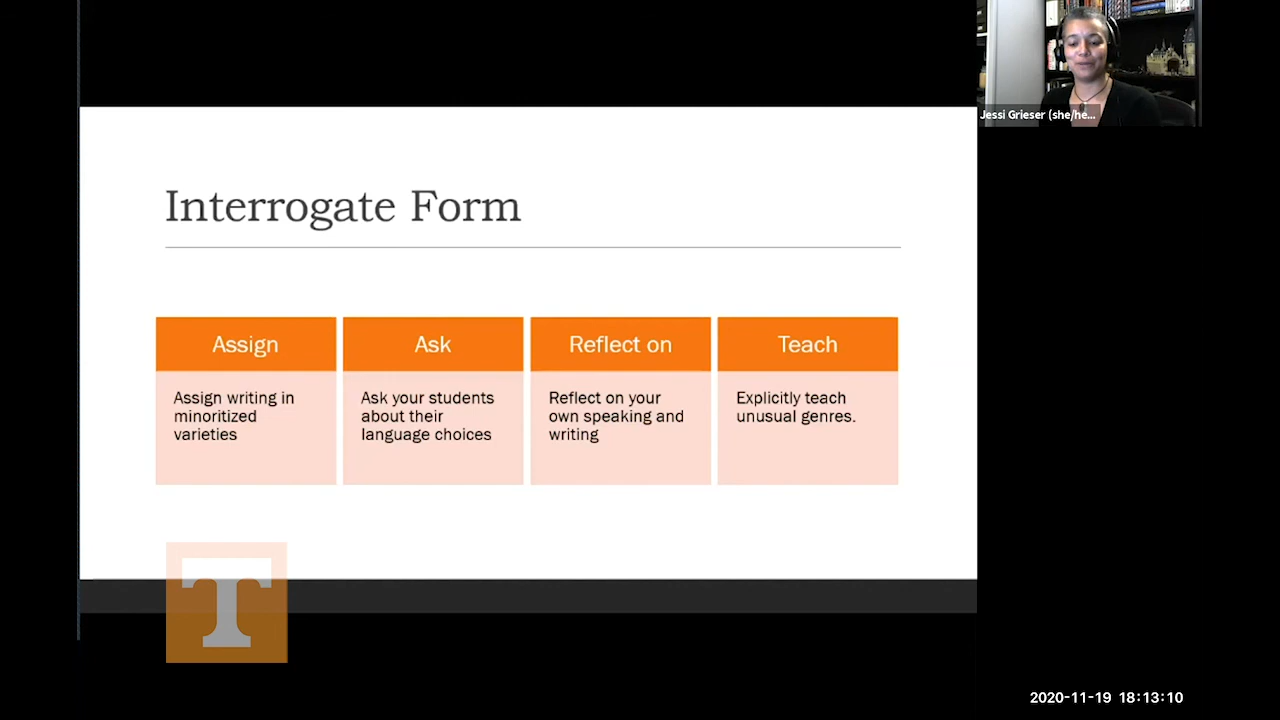 Jessi Grieser (she/he...
Interrogate Form
Assign
Ask
Reflect on
Teach
Assign writing in
minoritized
varieties
Ask your students
about their
language choices
Reflect on your
own speaking and
writing
Explicitly teach
unusual genres.
T
2020-11-19 18:13:10